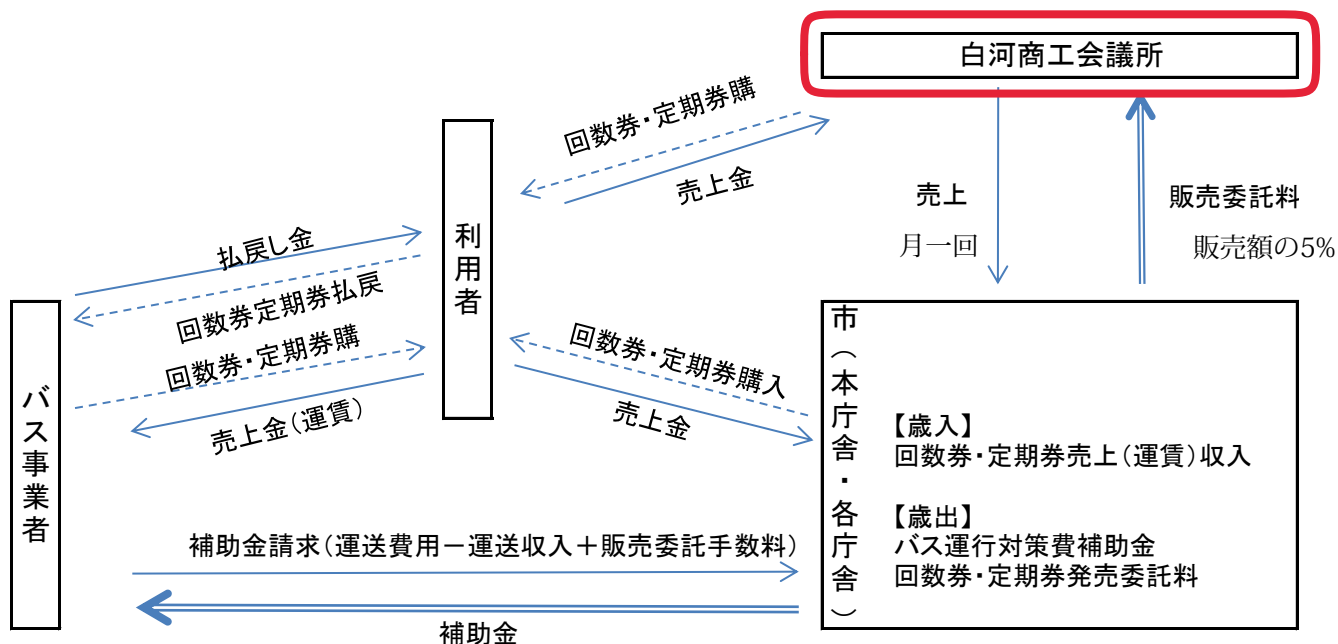 白河商工会議所
回数券・定期券購
売上金
売上
月一回
販売委託料
販売額の5%
利用者
払戻し金
回数券定期券払戻
回数券・定期券購
売上金(運賃)
バス事業者
回数券・定期券購入
売上金
市(本庁舎・各庁舎)
【歳入】
回数券・定期券売上(運賃)収入
【歳出】
バス運行対策費補助金
回数券・定期券発売委託料
補助金請求(運送費用-運送収入+販売委託手数料)
補助金